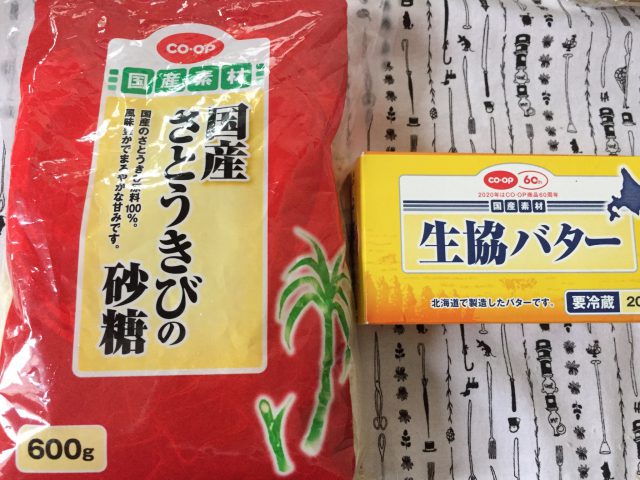 CO·OP
国産素材
国産
さとうきびの
砂糖
国産のさとうきび原料100%。
風味豊かでまろやかな甘みです。
600g
CO·OP 60th
2020年はCO·OP商品60周年
国産素材
生協バター
北海道で製造したバターです。
要冷蔵
20